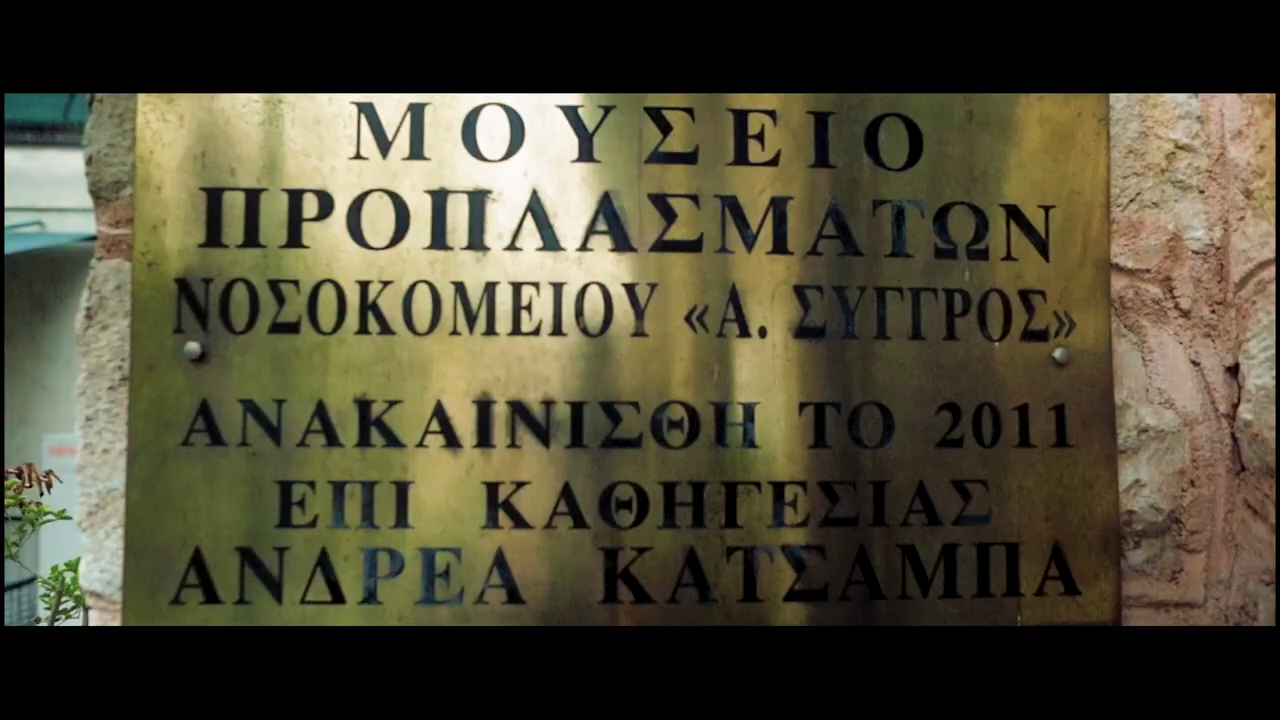 ΜΟΥΣΕΙΟ
ΠΡΟΠΛΑΣΜΑΤΩΝ
ΝΟΣΟΚΟΜΕΙΟΥ «Α. ΣΥΓΓΡΟΣ»
ΑΝΑΚΑΙΝΙΣΘΗ ΤΟ 2011
ΕΠΙ ΚΑΘΗΓΕΣΙΑΣ
ΑΝΔΡΕΑ ΚΑΤΣΑΜΠΑ